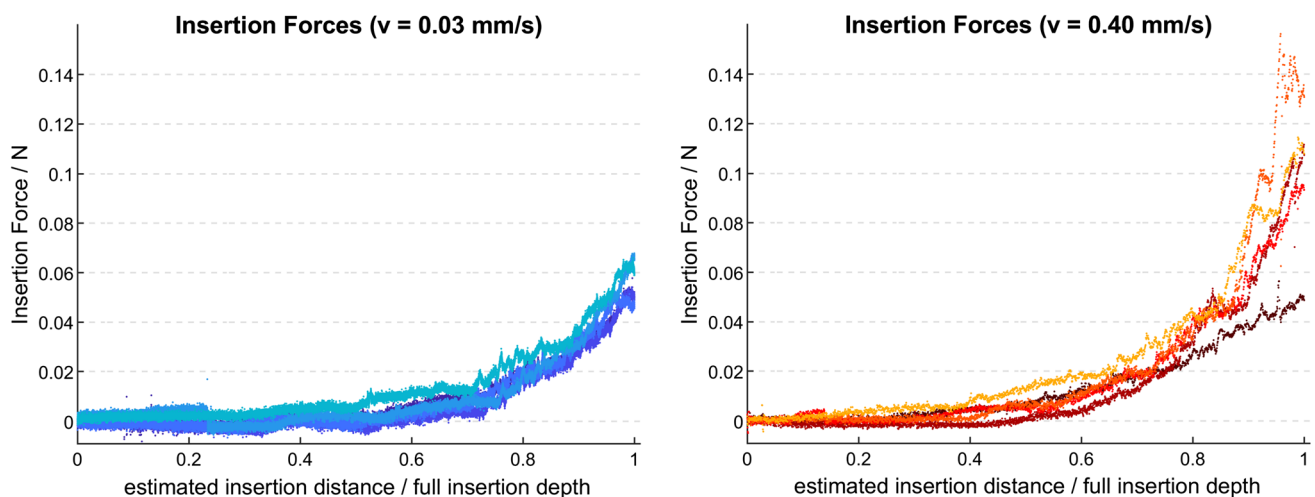 Insertion Forces (v = 0.03 mm/s)
Insertion Force / N
0.14
0.12
0.1
0.08
0.06
0.04
0.02
0
0 0.2 0.4 0.6 0.8 1
estimated insertion distance / full insertion depth
Insertion Forces (v = 0.40 mm/s)
Insertion Force / N
0.14
0.12
0.1
0.08
0.06
0.04
0.02
0
0 0.2 0.4 0.6 0.8 1
estimated insertion distance / full insertion depth